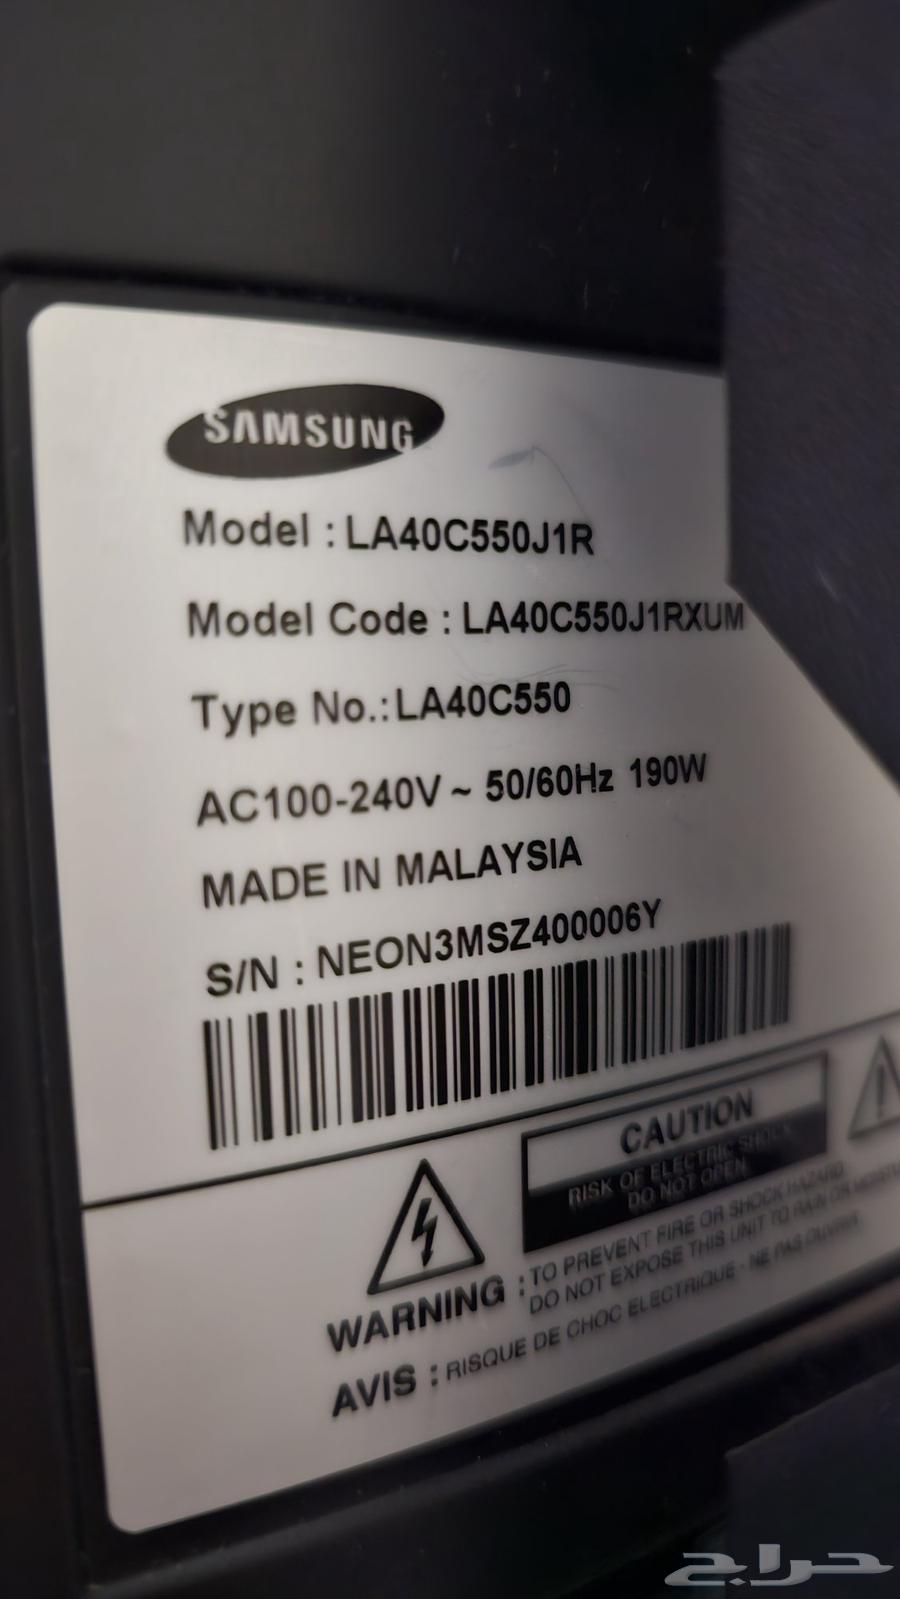 SAMSUNG
Model : LA40C550J1R
Model Code : LA40C550J1RXUM
Type No.:LA40C550
AC100-240V ~ 50/60Hz 190W
MADE IN MALAYSIA
S/N : NEON3MSZ400006Y
CAUTION
RISK OF ELECTRIC SHOCK
DO NOT OPEN
WARNING : TO PREVENT FIRE OR SHOCK HAZARD,
DO NOT EXPOSE THIS UNIT TO RAIN OR
AVIS : RISQUE DE CHOC ELECTRIQUE - NE PAS OUVRIR.
حراج